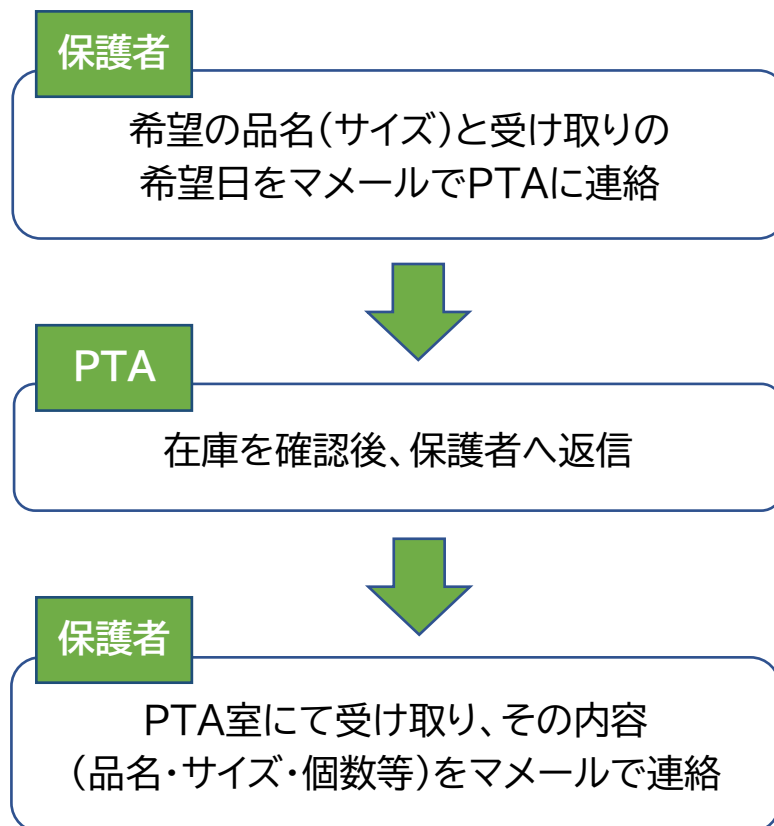 保護者
希望の品名(サイズ)と受け取りの
希望日をマメールでPTAに連絡
PTA
在庫を確認後、保護者へ返信
保護者
PTA室にて受け取り、その内容
(品名・サイズ・個数等)をマメールで連絡